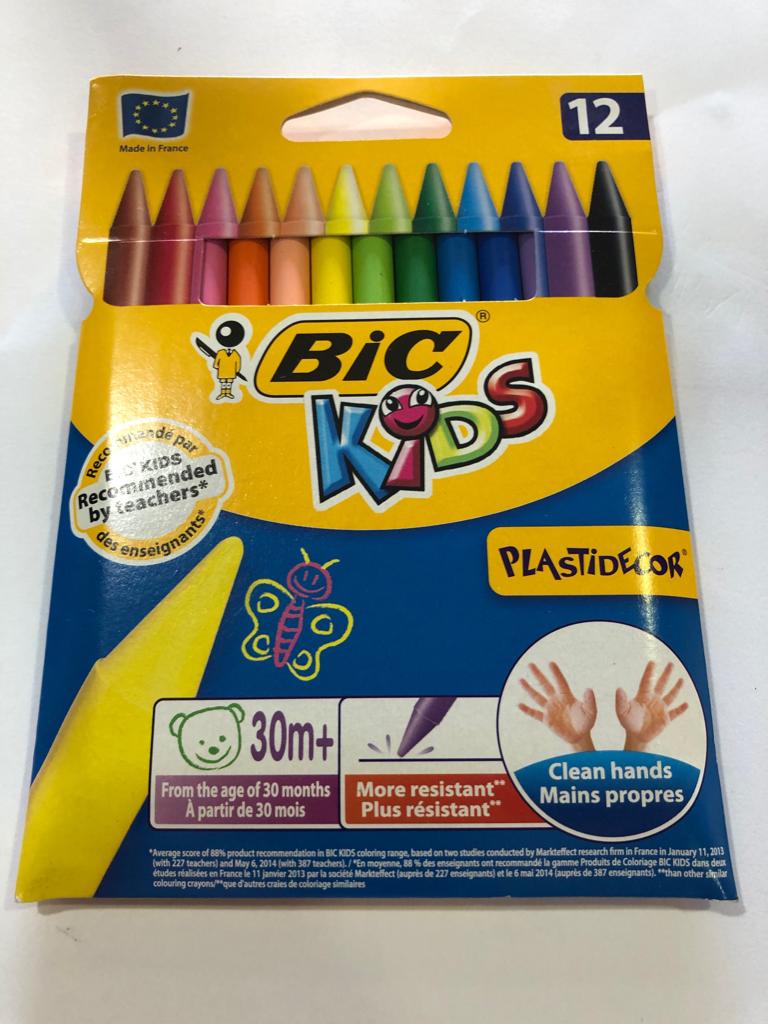 12
Made in France
BiC®
KiDS
Recommandé par
BIC KIDS
Recommended
by teachers*
des enseignants*
PLASTIDECOR®
30m+
From the age of 30 months
À partir de 30 mois
More resistant**
Plus résistant**
Clean hands
Mains propres
*Average score of 88% product recommendation in BIC KIDS coloring range, based on two studies conducted by Markteffect research firm in France in January 11, 2013
(with 227 teachers) and May 6, 2014 (with 387 teachers). / *En moyenne, 88 % des enseignants ont recommandé la gamme Produits de Coloriage BIC KIDS dans deux
études réalisées en France le 11 janvier 2013 par la société Markteffect (auprès de 227 enseignants) et le 6 mai 2014 (auprès de 387 enseignants). **than other similar
colouring crayons/**que d'autres craies de coloriage similaires